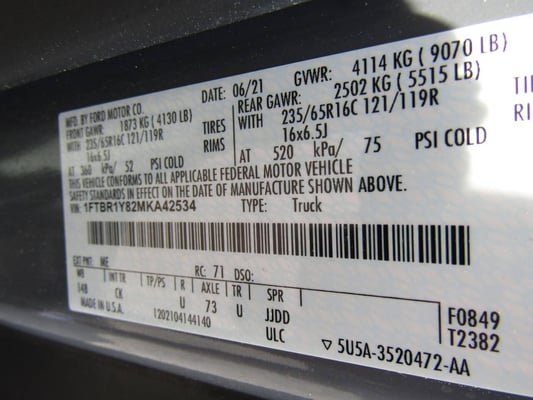 MFD. BY FORD MOTOR CO.
DATE: 06/21 GVWR: 4114 KG ( 9070 LB)
FRONT GAWR: 1873 KG ( 4130 LB) REAR GAWR: 2502 KG ( 5515 LB)
WITH 235/65R16C 121/119R TIRES WITH 235/65R16C 121/119R TI
16x6.5J RIMS 16x6.5J RI
AT 360 kPa/ 52 PSI COLD AT 520 kPa/ 75 PSI COLD
THIS VEHICLE CONFORMS TO ALL APPLICABLE FEDERAL MOTOR VEHICLE
SAFETY STANDARDS IN EFFECT ON THE DATE OF MANUFACTURE SHOWN ABOVE.
VIN: 1FTBR1Y82MKA42534 TYPE: Truck
EXT PNT: ME RC: 71 DSO:
WB INT TR TP/PS R AXLE TR SPR
148 CK U 73 U JJDD F0849
MADE IN U.S.A. 1202104144140 ULC T2382
▽ 5U5A-3520472-AA